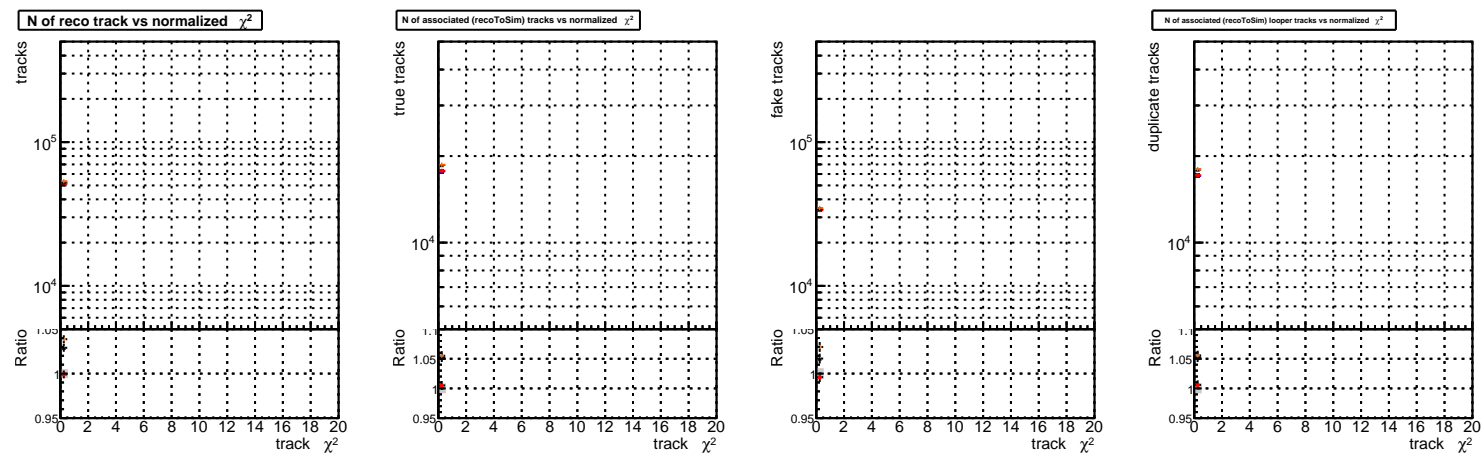 N of reco track vs normalized χ²
tracks
10⁵
10⁴
Ratio
1.05
1
0.95
0 2 4 6 8 10 12 14 16 18 20
track χ²
N of associated (recoToSim) tracks vs normalized χ²
true tracks
10⁴
Ratio
1.1
1.05
1
0.95
0 2 4 6 8 10 12 14 16 18 20
track χ²
fake tracks
10⁵
10⁴
Ratio
1.05
1
0.95
0 2 4 6 8 10 12 14 16 18 20
track χ²
N of associated (recoToSim) looper tracks vs normalized χ²
duplicate tracks
10⁴
Ratio
1.1
1.05
1
0.95
0 2 4 6 8 10 12 14 16 18 20
track χ²